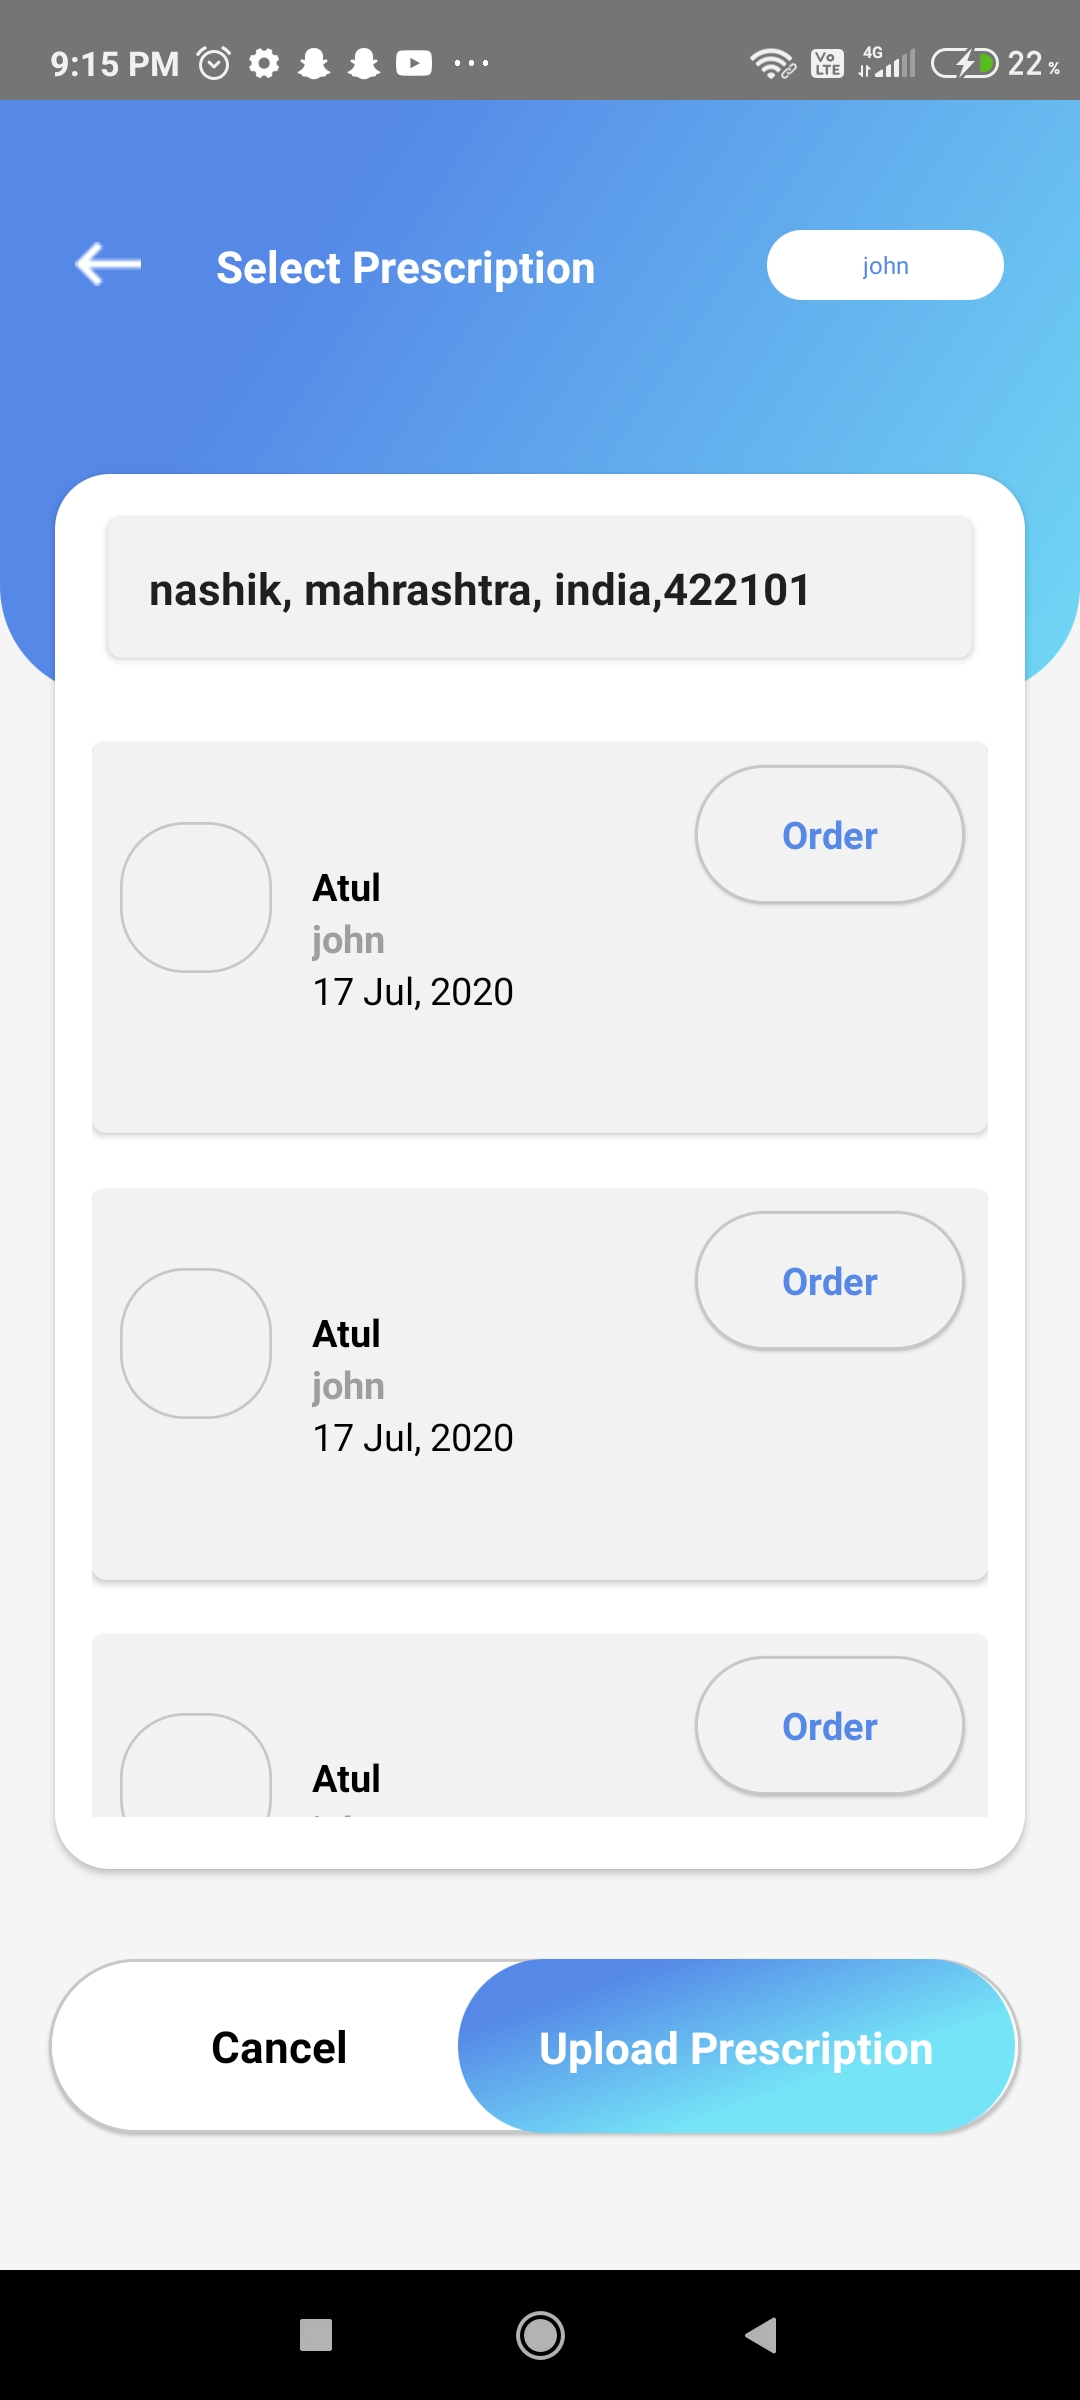 9:15 PM
Vo LTE 4G 22 %
Select Prescription
john
nashik, mahrashtra, india,422101
Order
Atul
john
17 Jul, 2020
Order
Atul
john
17 Jul, 2020
Order
Atul
Cancel
Upload Prescription